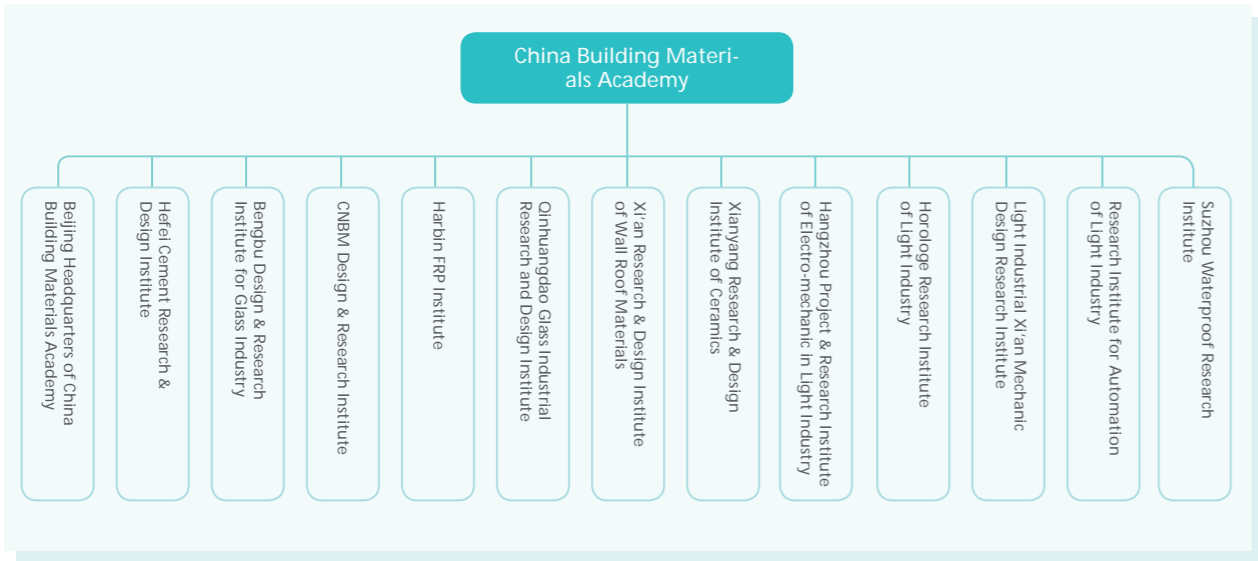 China Building Materi-
als Academy
Beijing Headquarters of China
Building Materials Academy
Hefei Cement Research &
Design Institute
Bengbu Design & Research
Institute for Glass Industry
CNBM Design & Research Institute
Harbin FRP Institute
Qinhuangdao Glass Industrial
Research and Design Institute
Xi’an Research & Design Institute
of Wall Roof Materials
Xianyang Research & Design
Institute of Ceramics
Hangzhou Project & Research Institute
of Electro-mechanic in Light Industry
Horologe Research Institute
of Light Industry
Light Industrial Xi’an Mechanic
Design Research Institute
Research Institute for Automation
of Light Industry
Suzhou Waterproof Research
Institute